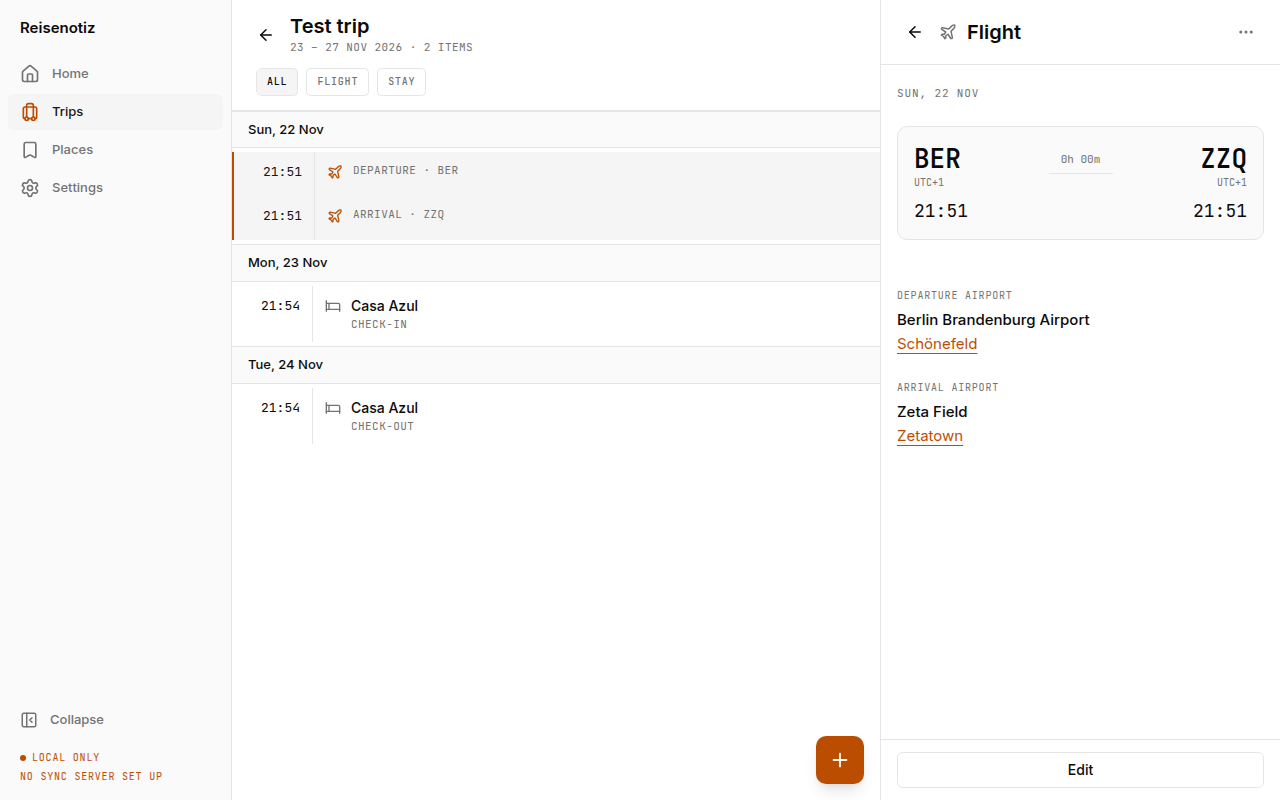 Reisenotiz
Home
Trips
Places
Settings
Collapse
LOCAL ONLY
NO SYNC SERVER SET UP
Test trip
23 – 27 NOV 2026 · 2 ITEMS
ALL FLIGHT STAY
Sun, 22 Nov
21:51 DEPARTURE · BER
21:51 ARRIVAL · ZZQ
Mon, 23 Nov
21:54 Casa Azul
CHECK-IN
Tue, 24 Nov
21:54 Casa Azul
CHECK-OUT
Flight
SUN, 22 NOV
BER 0h 00m ZZQ
UTC+1 UTC+1
21:51 21:51
DEPARTURE AIRPORT
Berlin Brandenburg Airport
Schönefeld
ARRIVAL AIRPORT
Zeta Field
Zetatown
Edit